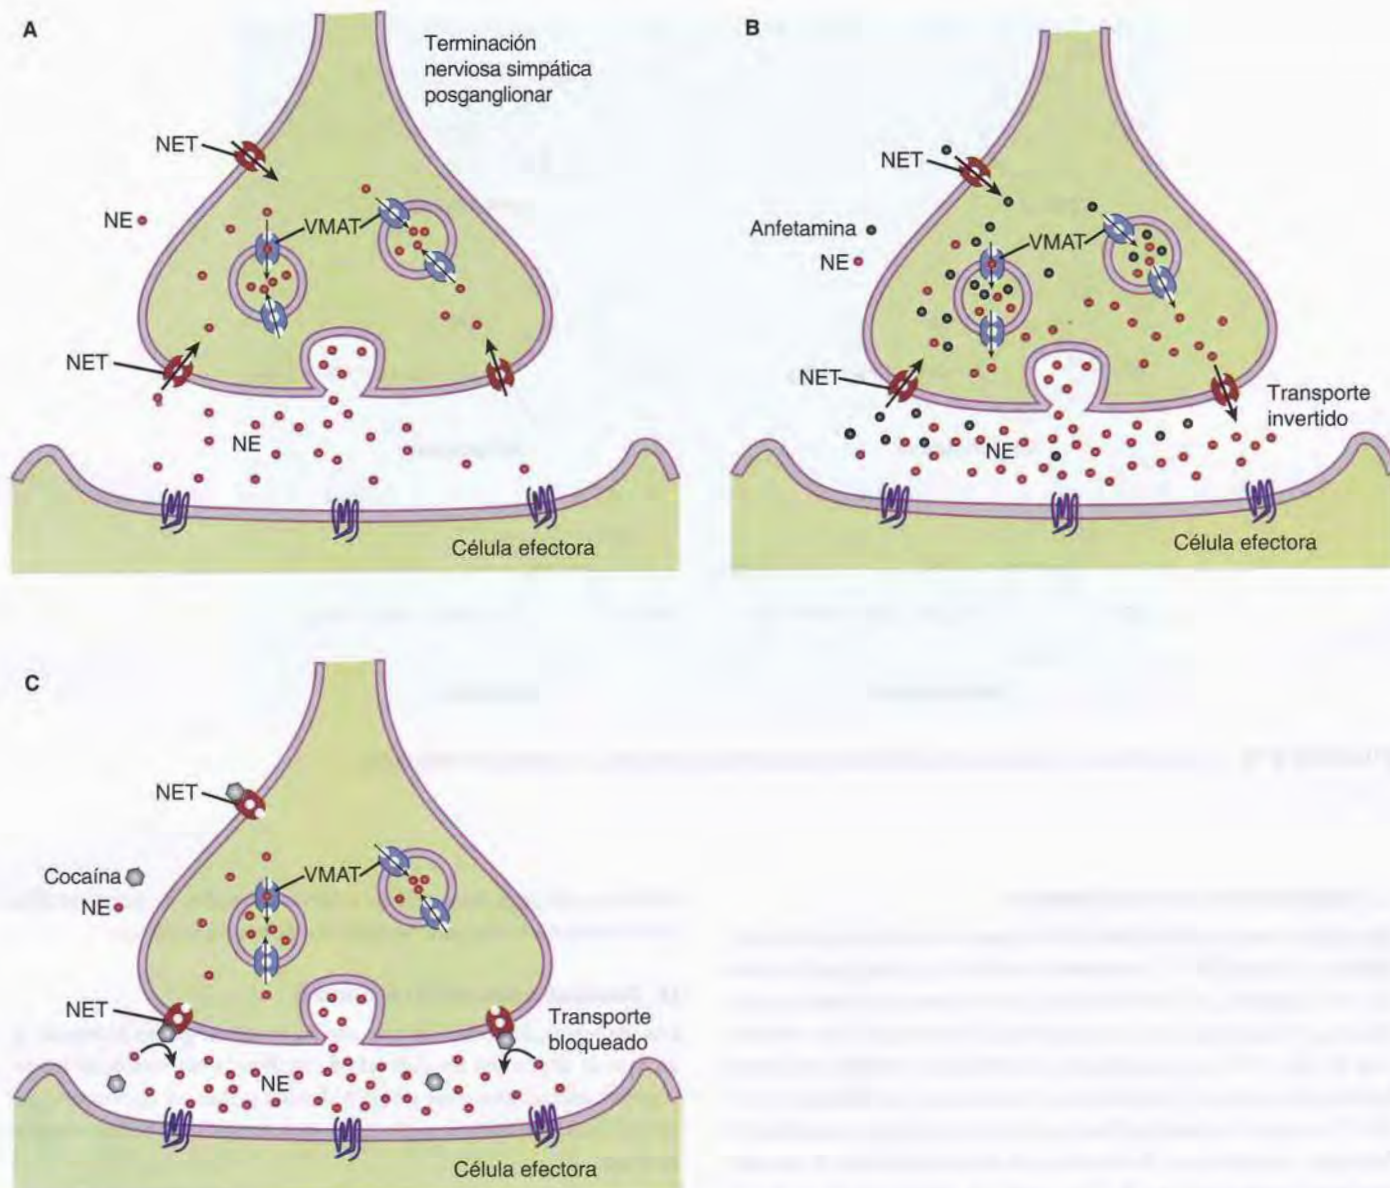 A
Terminación
nerviosa simpática
posganglionar
NET
NE
VMAT
NET
NE
Célula efectora
B
NET
Anfetamina
NE
VMAT
NET
NE
Transporte
invertido
Célula efectora
C
NET
Cocaína
NE
VMAT
NET
NE
Transporte
bloqueado
Célula efectora